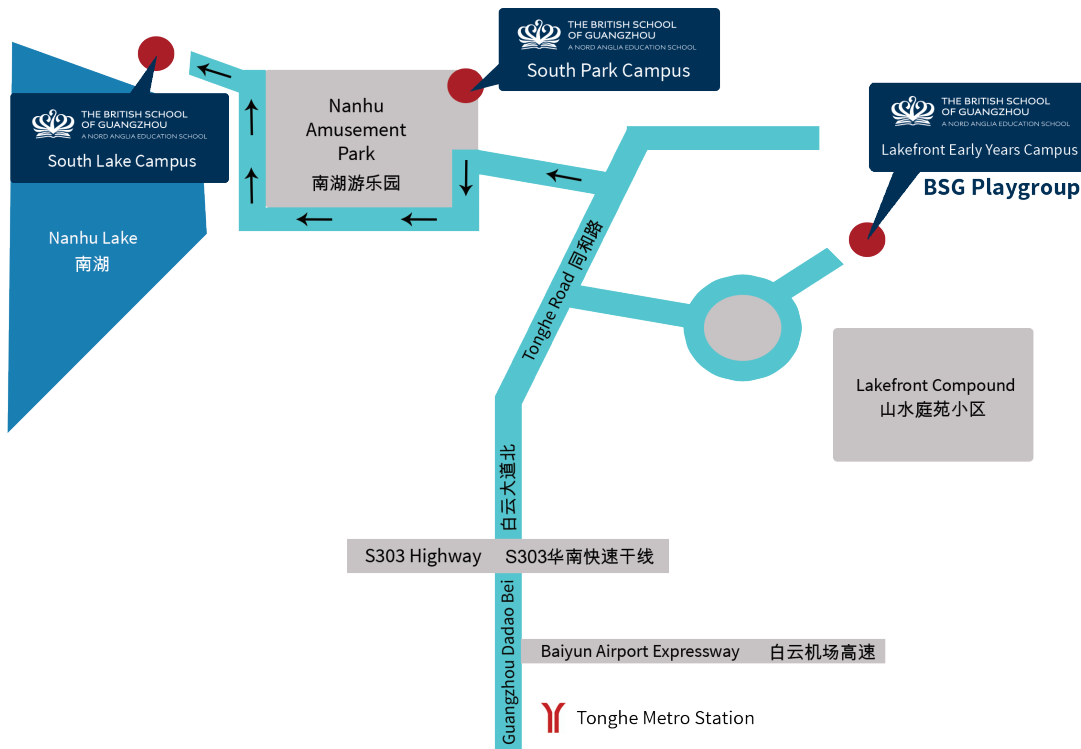 THE BRITISH SCHOOL
OF GUANGZHOU
A NORD ANGLIA EDUCATION SCHOOL
South Park Campus
THE BRITISH SCHOOL
OF GUANGZHOU
A NORD ANGLIA EDUCATION SCHOOL
South Lake Campus
Nanhu
Amusement
Park
南湖游乐园
THE BRITISH SCHOOL
OF GUANGZHOU
A NORD ANGLIA EDUCATION SCHOOL
Lakefront Early Years Campus
BSG Playgroup
Nanhu Lake
南湖
Tonghe Road 同和路
Lakefront Compound
山水庭苑小区
白云大道北
S303 Highway S303华南快速干线
Guangzhou Dadao Bei
Baiyun Airport Expressway 白云机场高速
Tonghe Metro Station